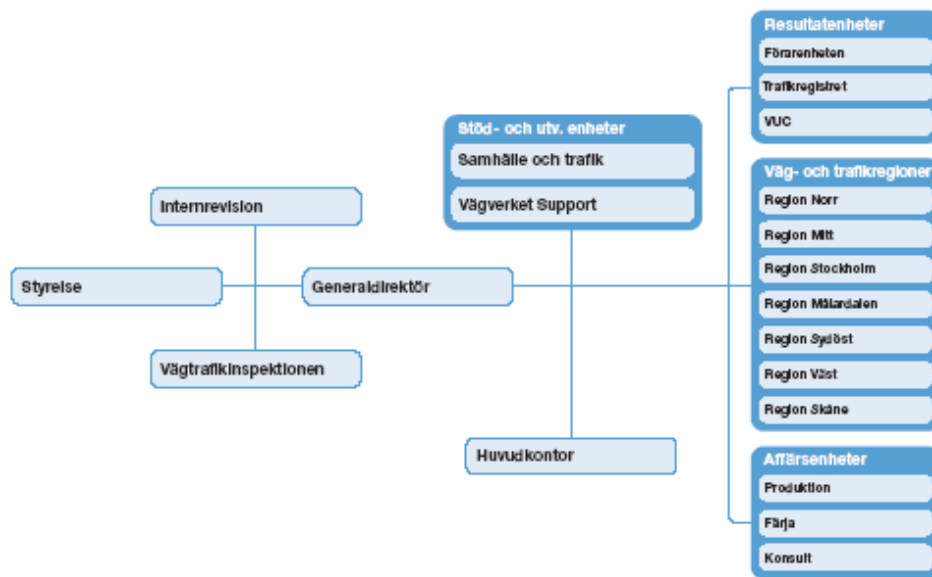 Resultatenheter
Förarenheten
Trafikregistret
VUC
Stöd- och utv. enheter
Samhälle och trafik
Vägverket Support
Väg- och trafikregioner
Region Norr
Region Mitt
Region Stockholm
Region Mälardalen
Region Sydöst
Region Väst
Region Skåne
Internrevision
Styrelse
Generaldirektör
Vägtrafikinspektionen
Huvudkontor
Affärsenheter
Produktion
Färja
Konsult